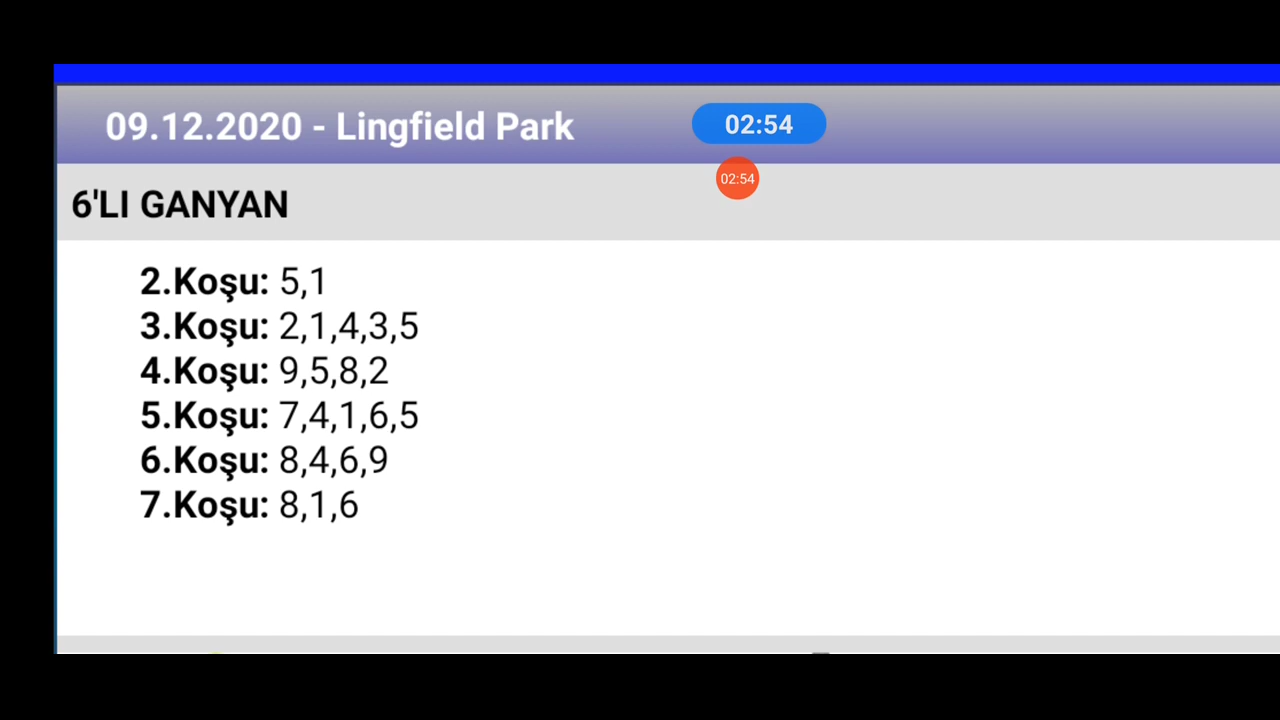 09.12.2020 - Lingfield Park
02:54
02:54
6'LI GANYAN
2.Koşu: 5,1
3.Koşu: 2,1,4,3,5
4.Koşu: 9,5,8,2
5.Koşu: 7,4,1,6,5
6.Koşu: 8,4,6,9
7.Koşu: 8,1,6